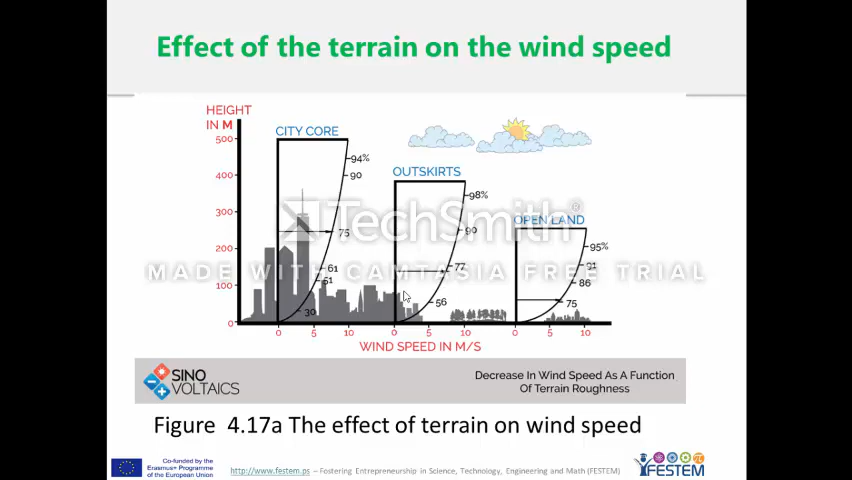 Effect of the terrain on the wind speed
HEIGHT
IN M
500
400
300
200
100
0
CITY CORE
94%
90
75
61
51
30
0 5 10
OUTSKIRTS
98%
90
77
56
0 5 10
OPEN LAND
95%
91
86
75
0 5 10
WIND SPEED IN M/S
TechSmith®
MADE WITH CAMTASIA FREE TRIAL
SINO
VOLTAICS
Decrease In Wind Speed As A Function
Of Terrain Roughness
Figure 4.17a The effect of terrain on wind speed
Co-funded by the
Erasmus+ Programme
of the European Union
http://www.festem.ps – Fostering Entrepreneurship in Science, Technology, Engineering and Math (FESTEM)
FESTEM